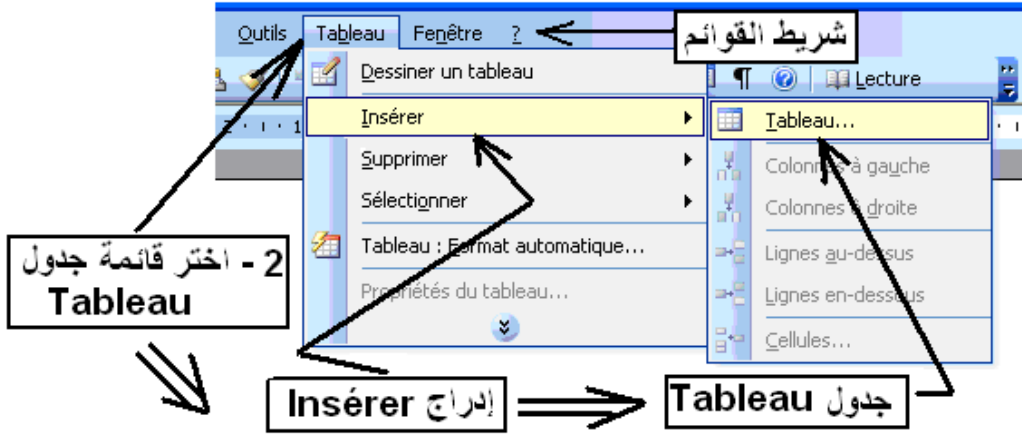 Outils Tableau Fenêtre ?
شريط القوائم
Dessiner un tableau
¶ Lecture
1
Insérer
Tableau...
Supprimer
Colonnes à gauche
Sélectionner
Colonnes à droite
Tableau : Format automatique...
Lignes au-dessus
Propriétés du tableau...
Lignes en-dessous
Cellules...
2 - اختر قائمة جدول
Tableau
إدراج Insérer
جدول Tableau